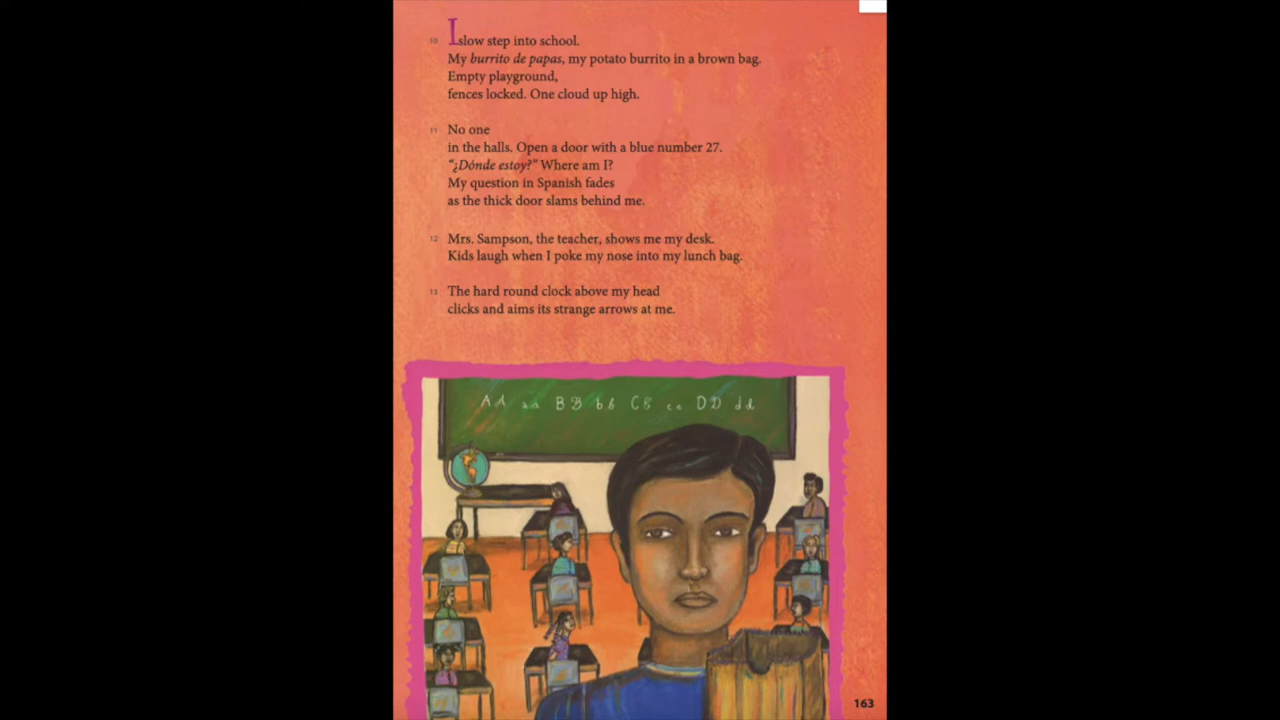 10 I slow step into school.
My burrito de papas, my potato burrito in a brown bag.
Empty playground,
fences locked. One cloud up high.
11 No one
in the halls. Open a door with a blue number 27.
“¿Dónde estoy?” Where am I?
My question in Spanish fades
as the thick door slams behind me.
12 Mrs. Sampson, the teacher, shows me my desk.
Kids laugh when I poke my nose into my lunch bag.
13 The hard round clock above my head
clicks and aims its strange arrows at me.
A A a a B B b b C C c c D D d d
163